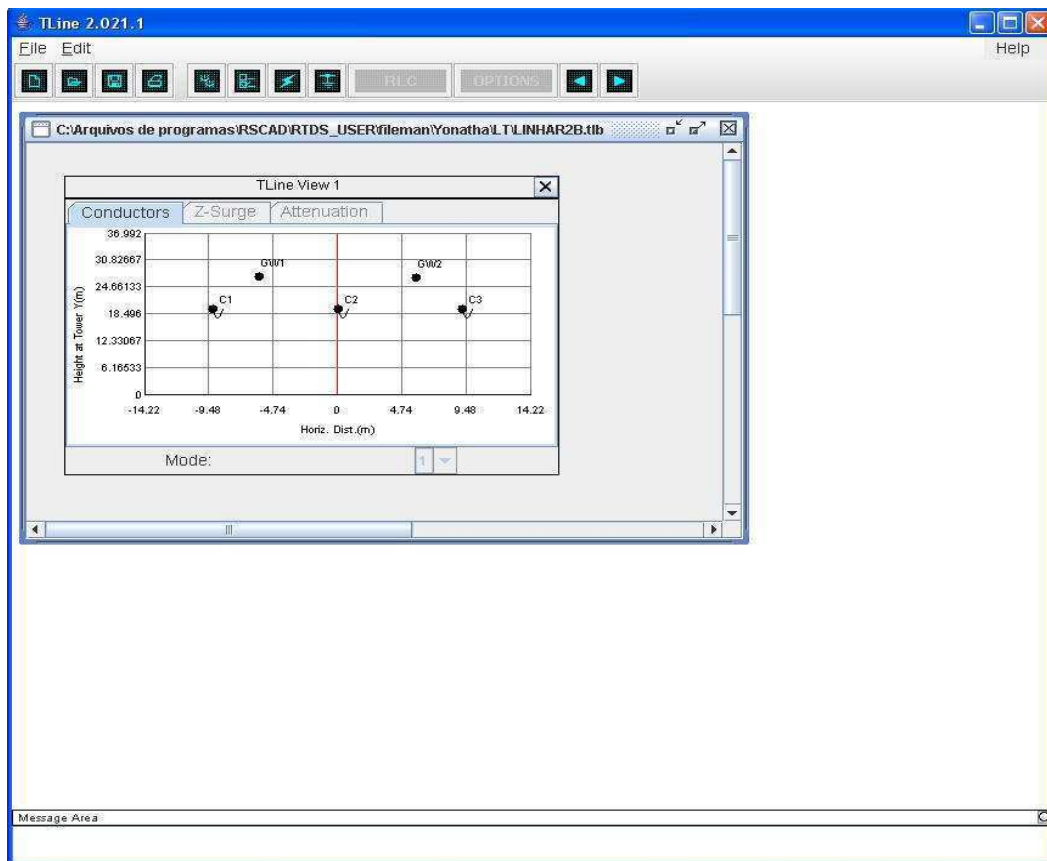 TLine 2.021.1
File Edit Help
RLC OPTIONS
C:\Arquivos de programas\RSCAD\RTDS_USER\fileman\Yonatha\LT\LINHAR2B.tlb
TLine View 1
Conductors Z-Surge Attenuation
Height at Tower Y(m)
36.992
30.82667
24.66133
18.496
12.33067
6.16533
0
GW1 GW2
C1 C2 C3
-14.22 -9.48 -4.74 0 4.74 9.48 14.22
Horiz. Dist.(m)
Mode: 1
Message Area